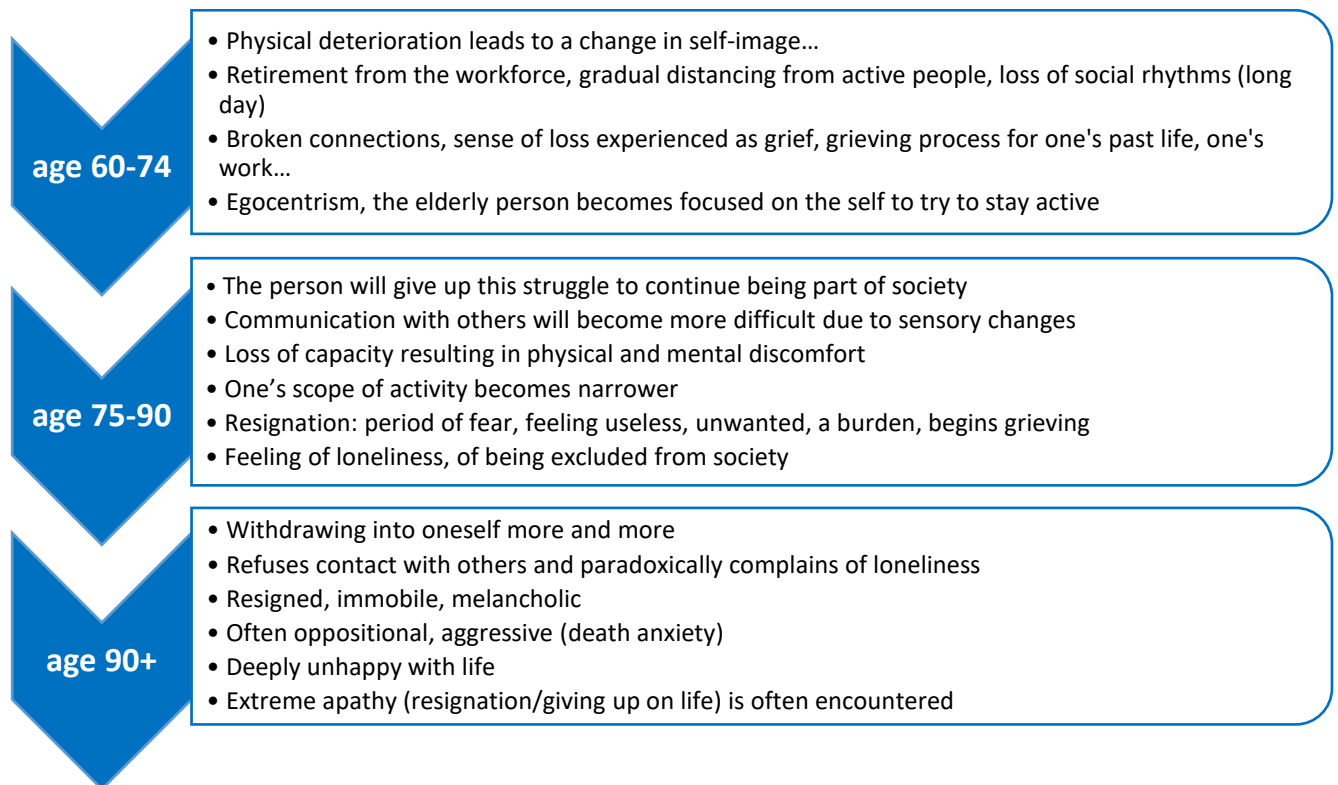 age 60-74
• Physical deterioration leads to a change in self-image…
• Retirement from the workforce, gradual distancing from active people, loss of social rhythms (long
day)
• Broken connections, sense of loss experienced as grief, grieving process for one's past life, one's
work…
• Egocentrism, the elderly person becomes focused on the self to try to stay active
age 75-90
• The person will give up this struggle to continue being part of society
• Communication with others will become more difficult due to sensory changes
• Loss of capacity resulting in physical and mental discomfort
• One’s scope of activity becomes narrower
• Resignation: period of fear, feeling useless, unwanted, a burden, begins grieving
• Feeling of loneliness, of being excluded from society
age 90+
• Withdrawing into oneself more and more
• Refuses contact with others and paradoxically complains of loneliness
• Resigned, immobile, melancholic
• Often oppositional, aggressive (death anxiety)
• Deeply unhappy with life
• Extreme apathy (resignation/giving up on life) is often encountered